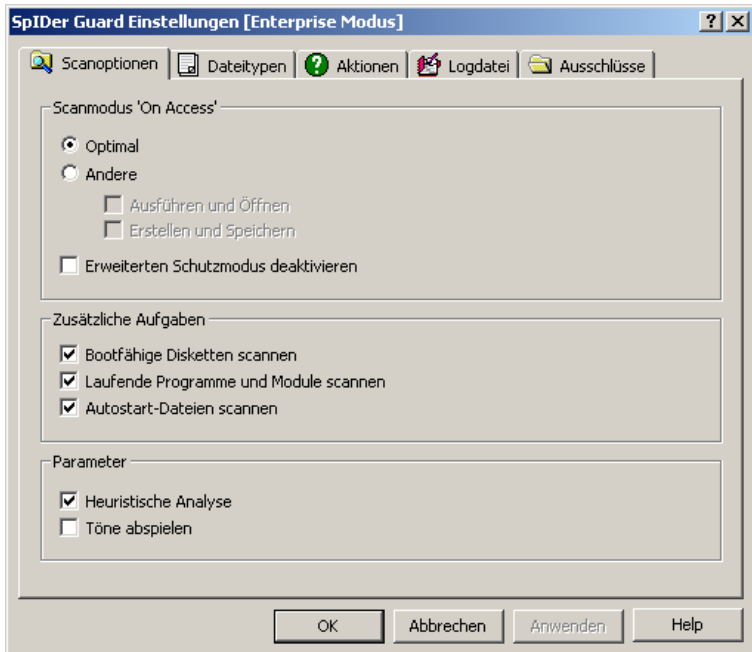 SpIDer Guard Einstellungen [Enterprise Modus]
Scanoptionen Dateitypen Aktionen Logdatei Ausschlüsse
Scanmodus 'On Access'
Optimal
Andere
Ausführen und Öffnen
Erstellen und Speichern
Erweiterten Schutzmodus deaktivieren
Zusätzliche Aufgaben
Bootfähige Disketten scannen
Laufende Programme und Module scannen
Autostart-Dateien scannen
Parameter
Heuristische Analyse
Töne abspielen
OK Abbrechen Anwenden Help